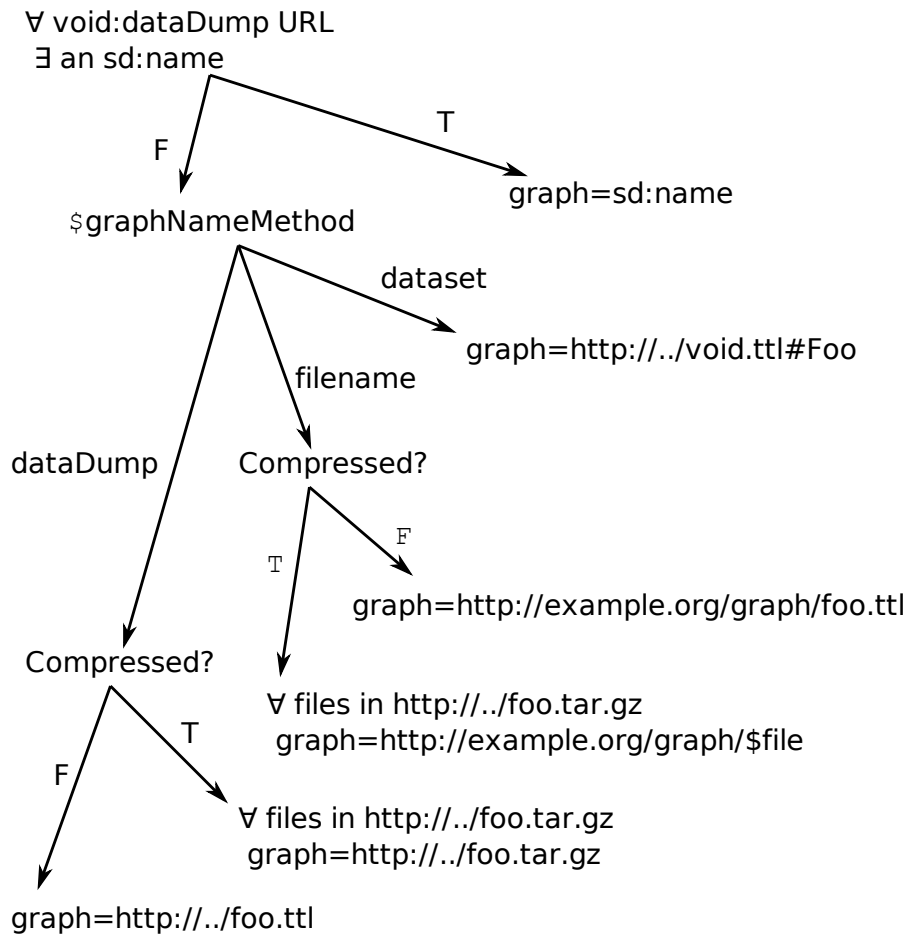 ∀ void:dataDump URL
∃ an sd:name
T
F
graph=sd:name
$graphNameMethod
dataset
graph=http://../void.ttl#Foo
filename
dataDump
Compressed?
F
T
graph=http://example.org/graph/foo.ttl
Compressed?
∀ files in http://../foo.tar.gz
graph=http://example.org/graph/$file
T
F
∀ files in http://../foo.tar.gz
graph=http://../foo.tar.gz
graph=http://../foo.ttl